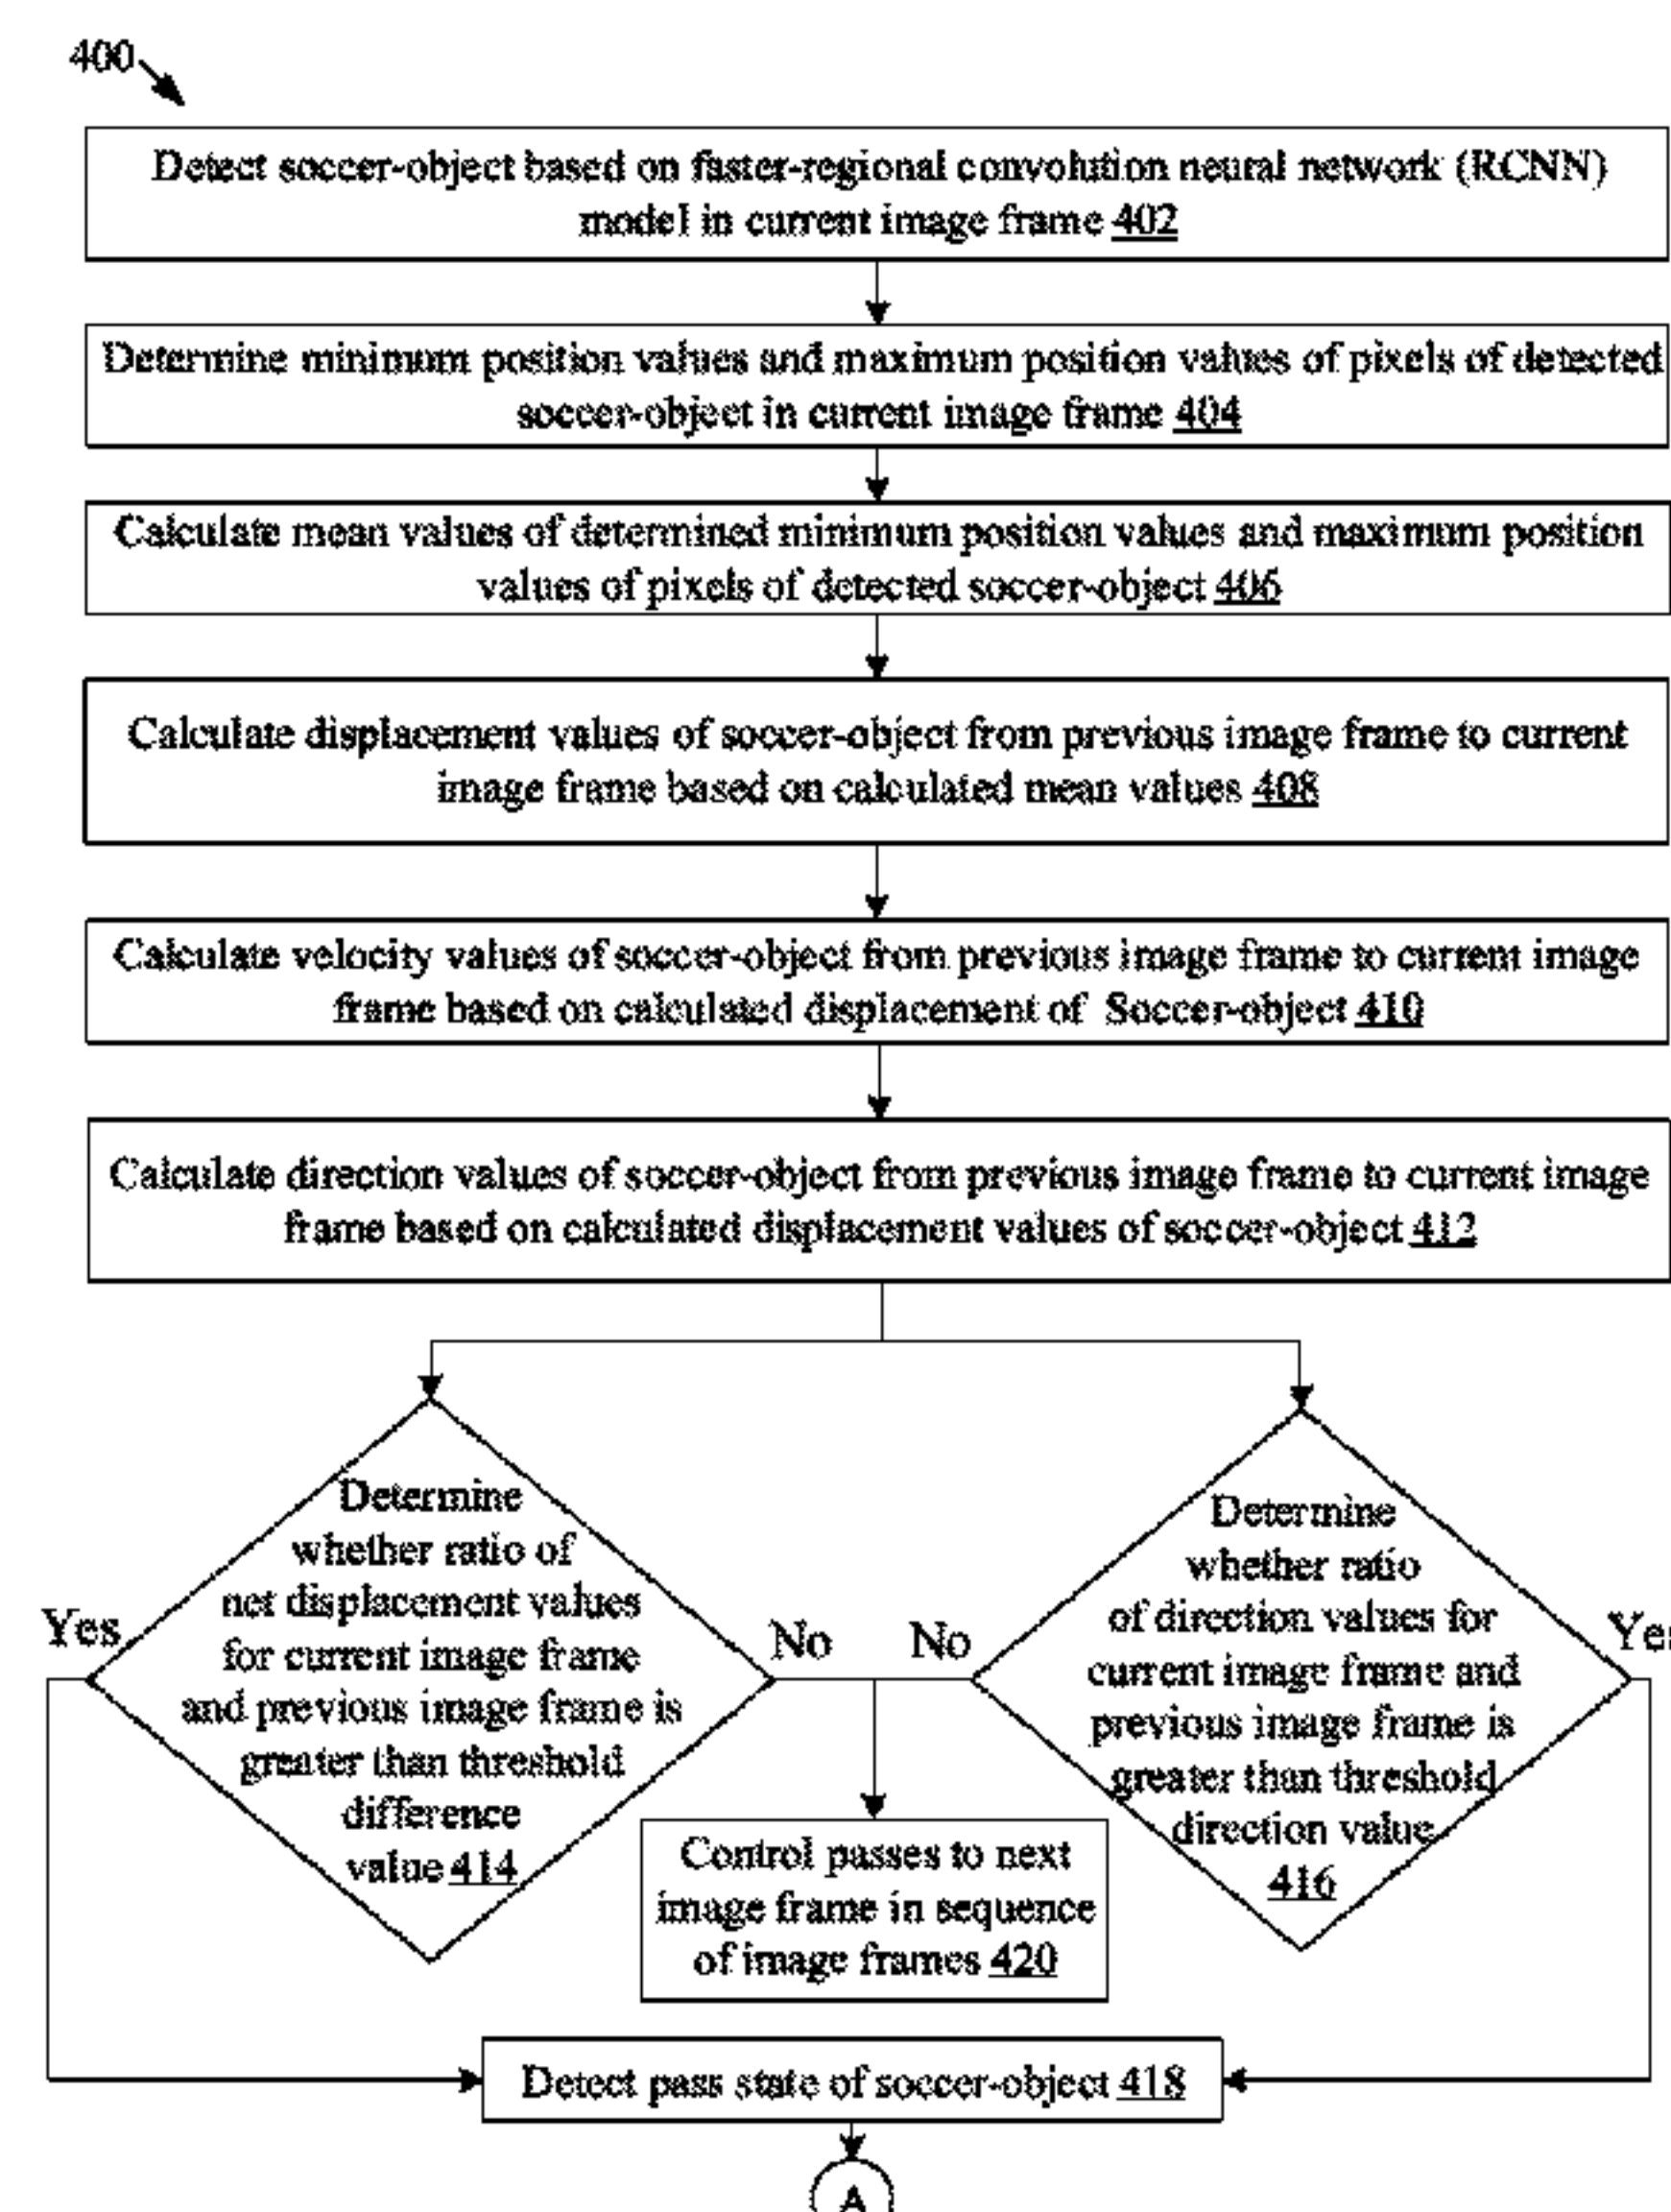 400
Detect soccer-object based on faster-regional convolution neural network (RCNN)
model in current image frame 402
Determine minimum position values and maximum position values of pixels of detected
soccer-object in current image frame 404
Calculate mean values of determined minimum position values and maximum position
values of pixels of detected soccer-object 406
Calculate displacement values of soccer-object from previous image frame to current
image frame based on calculated mean values 408
Calculate velocity values of soccer-object from previous image frame to current image
frame based on calculated displacement of Soccer-object 410
Calculate direction values of soccer-object from previous image frame to current image
frame based on calculated displacement values of soccer-object 412
Yes
Determine
whether ratio of
net displacement values
for current image frame
and previous image frame is
greater than threshold
difference
value 414
No
No
Determine
whether ratio
of direction values for
current image frame and
previous image frame is
greater than threshold
direction value
416
Yes
Control passes to next
image frame in sequence
of image frames 420
Detect pass state of soccer-object 418
A